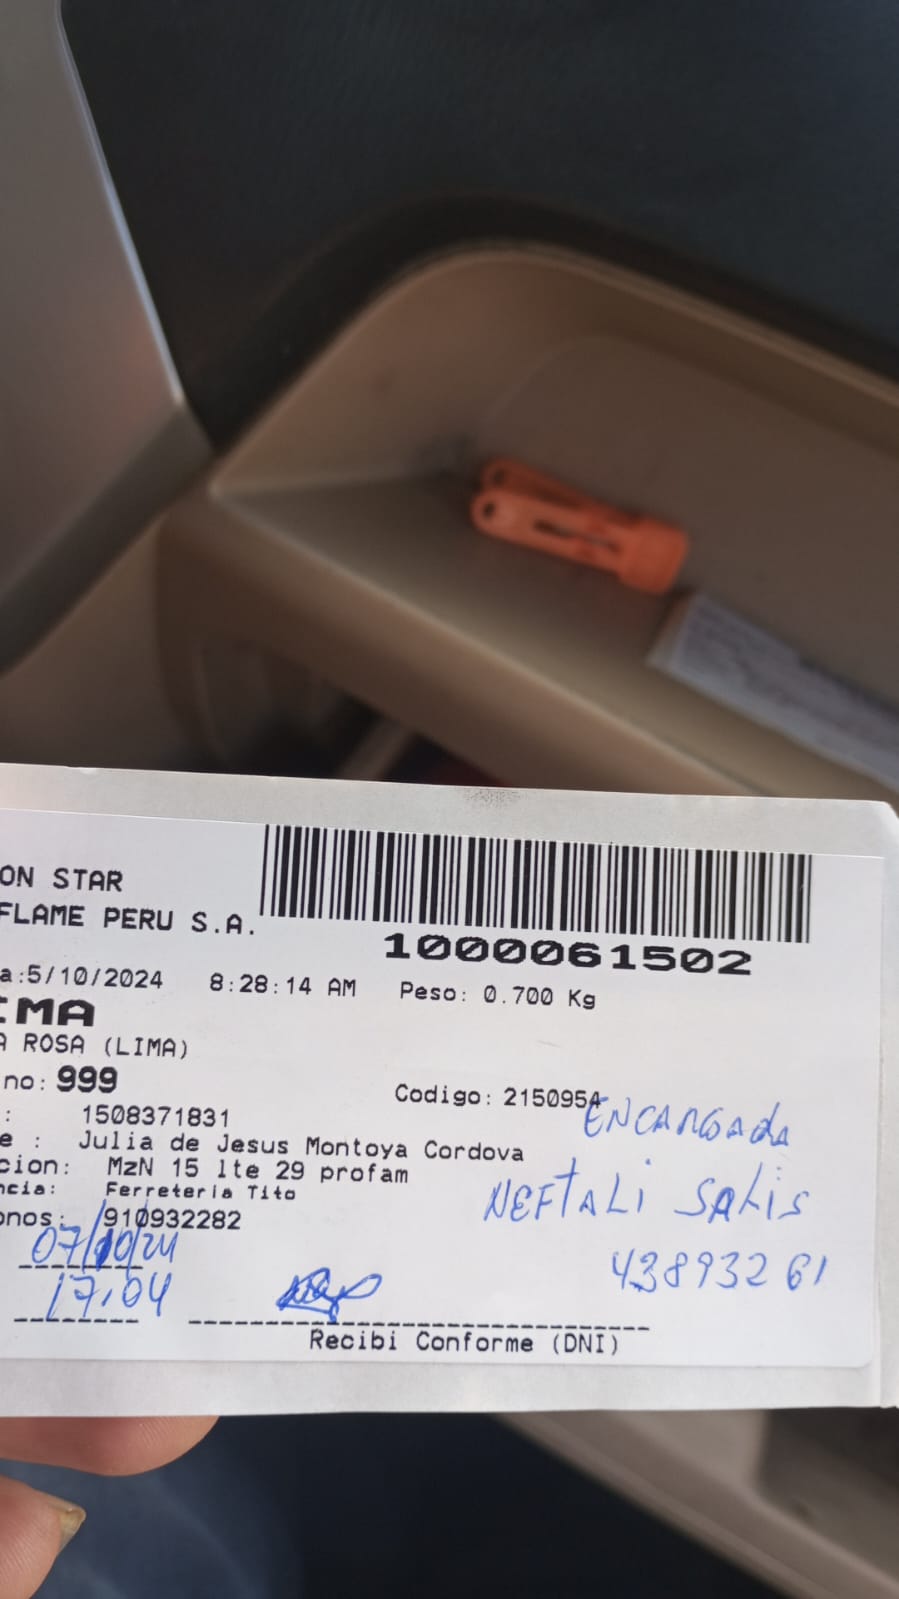 ON STAR
FLAME PERU S.A.
1000061502
a:5/10/2024 8:28:14 AM Peso: 0.700 Kg
IMA
A ROSA (LIMA)
no: 999
Codigo: 2150954
: 1508371831
ENCARGADA
e : Julia de Jesus Montoya Cordova
cion: MzN 15 lte 29 profam
NEFTALI SALIS
ncia: Ferreteria Tito
onos: 910932282
07/10/24
43893261
17:04
Recibi Conforme (DNI)